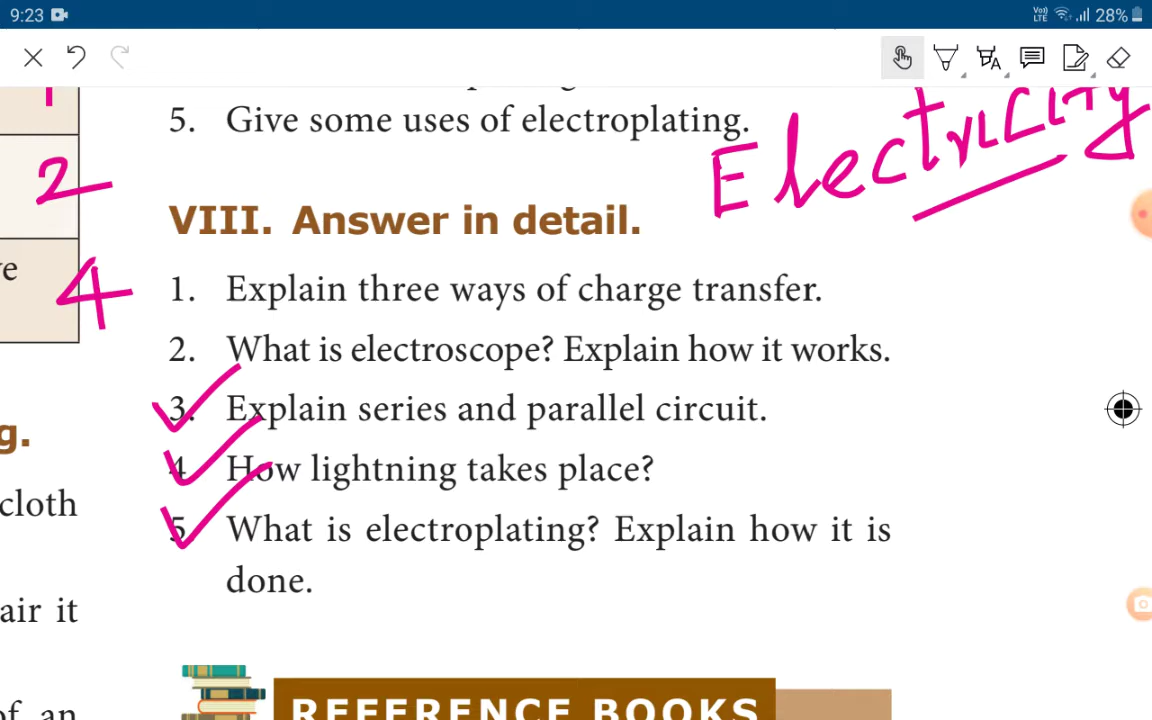 9:23
Vo)) LTE 28%
5. Give some uses of electroplating.
Electricity
2
VIII. Answer in detail.
ve
4
1. Explain three ways of charge transfer.
2. What is electroscope? Explain how it works.
3. Explain series and parallel circuit.
g.
4. How lightning takes place?
cloth
5. What is electroplating? Explain how it is
done.
air it
of an
REFERENCE BOOKS